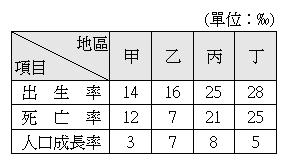 (單位：‰)
地區
項目 甲 乙 丙 丁
出生率 14 16 25 28
死亡率 12 7 21 25
人口成長率 3 7 8 5